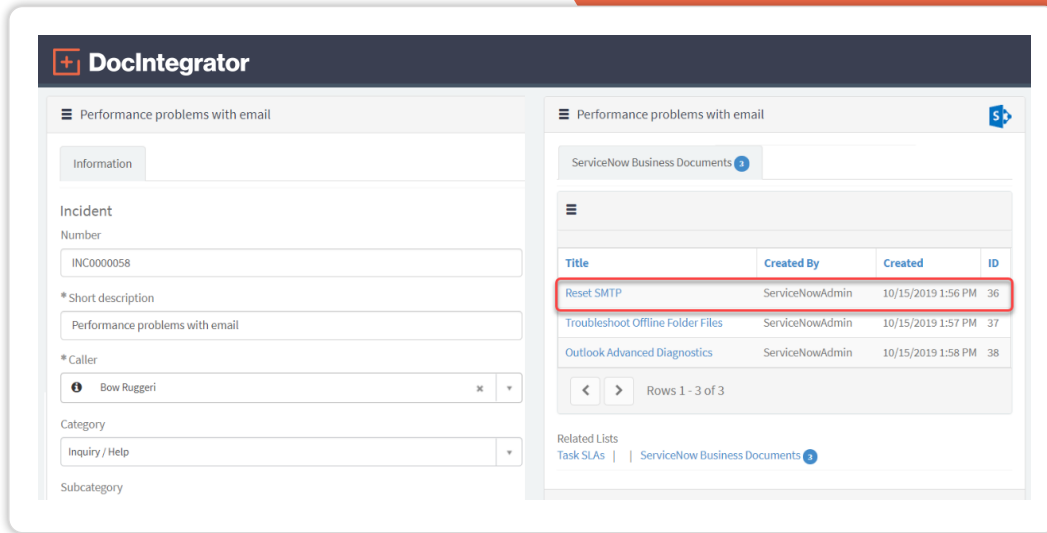 DocIntegrator
Performance problems with email
Information
Incident
Number
INC0000058
* Short description
Performance problems with email
* Caller
Bow Ruggeri
Category
Inquiry / Help
Subcategory
Performance problems with email
ServiceNow Business Documents 3
Title Created By Created ID
Reset SMTP ServiceNowAdmin 10/15/2019 1:56 PM 36
Troubleshoot Offline Folder Files ServiceNowAdmin 10/15/2019 1:57 PM 37
Outlook Advanced Diagnostics ServiceNowAdmin 10/15/2019 1:58 PM 38
Rows 1 - 3 of 3
Related Lists
Task SLAs | | ServiceNow Business Documents 3